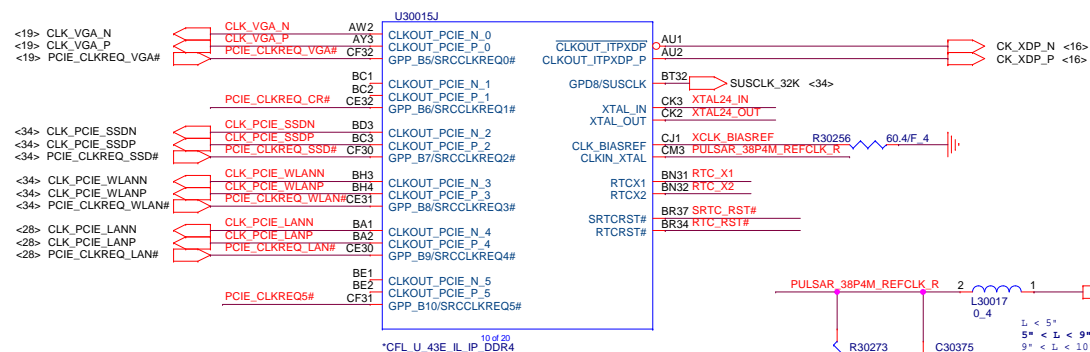 U30015J
<19> CLK_VGA_N CLK_VGA_N AW2 CLKOUT_PCIE_N_0
<19> CLK_VGA_P CLK_VGA_P AY3 CLKOUT_PCIE_P_0
<19> PCIE_CLKREQ_VGA# PCIE_CLKREQ_VGA# CF32 GPP_B5/SRCCLKREQ0#
BC1 CLKOUT_PCIE_N_1
BC2 CLKOUT_PCIE_P_1
PCIE_CLKREQ_CR# CE32 GPP_B6/SRCCLKREQ1#
<34> CLK_PCIE_SSDN CLK_PCIE_SSDN BD3 CLKOUT_PCIE_N_2
<34> CLK_PCIE_SSDP CLK_PCIE_SSDP BC3 CLKOUT_PCIE_P_2
<34> PCIE_CLKREQ_SSD# PCIE_CLKREQ_SSD# CF30 GPP_B7/SRCCLKREQ2#
<34> CLK_PCIE_WLANN CLK_PCIE_WLANN BH3 CLKOUT_PCIE_N_3
<34> CLK_PCIE_WLANP CLK_PCIE_WLANP BH4 CLKOUT_PCIE_P_3
<34> PCIE_CLKREQ_WLAN# PCIE_CLKREQ_WLAN# CE31 GPP_B8/SRCCLKREQ3#
<28> CLK_PCIE_LANN CLK_PCIE_LANN BA1 CLKOUT_PCIE_N_4
<28> CLK_PCIE_LANP CLK_PCIE_LANP BA2 CLKOUT_PCIE_P_4
<28> PCIE_CLKREQ_LAN# PCIE_CLKREQ_LAN# CE30 GPP_B9/SRCCLKREQ4#
BE1 CLKOUT_PCIE_N_5
BE2 CLKOUT_PCIE_P_5
PCIE_CLKREQ5# CF31 GPP_B10/SRCCLKREQ5#
CLKOUT_ITPXDP AU1 CK_XDP_N <16>
CLKOUT_ITPXDP_P AU2 CK_XDP_P <16>
GPD8/SUSCLK BT32 SUSCLK_32K <34>
XTAL_IN CK3 XTAL24_IN
XTAL_OUT CK2 XTAL24_OUT
CLK_BIASREF CJ1 XCLK_BIASREF R30256 60.4/F_4
CLKIN_XTAL CM3 PULSAR_38P4M_REFCLK_R
RTCX1 BN31 RTC_X1
RTCX2 BN32 RTC_X2
SRTCRST# BR37 SRTC_RST#
RTCRST# BR34 RTC_RST#
10 of 20
*CFL_U_43E_IL_IP_DDR4
PULSAR_38P4M_REFCLK_R 2 1
L30017
0_4
R30273 C30375
L < 5"
5" < L < 9"
9" < L < 10